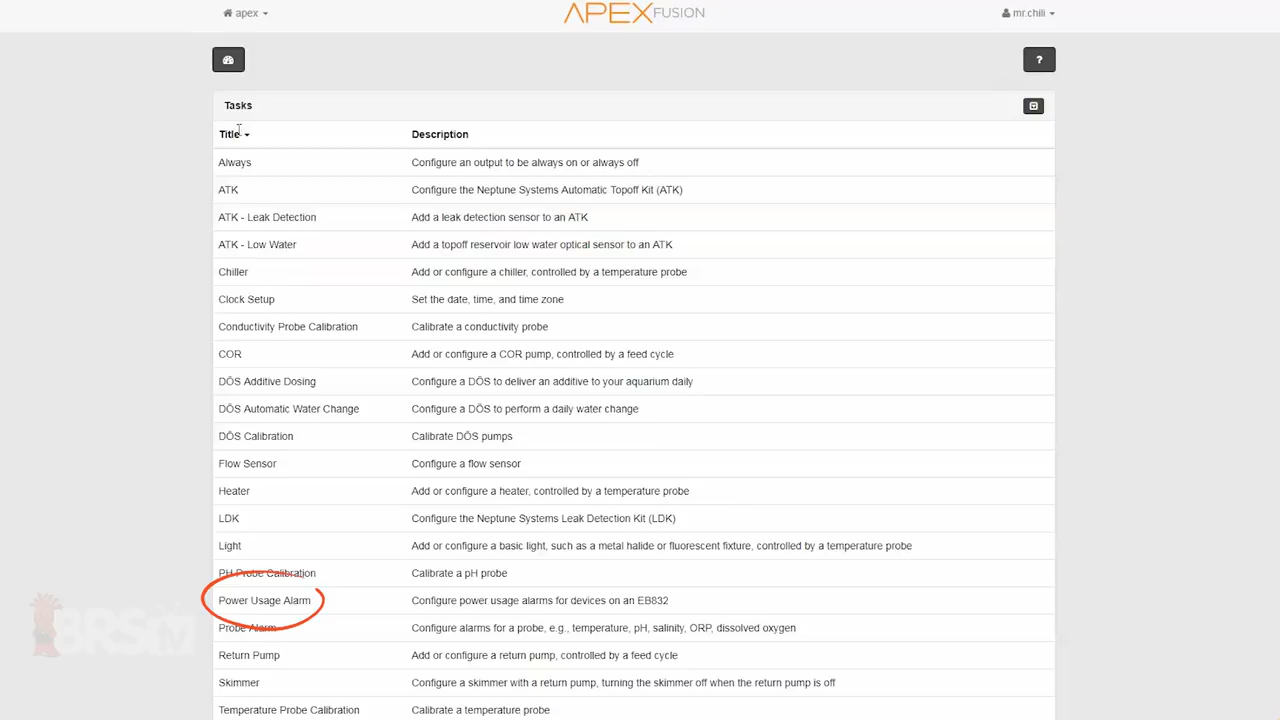 apex
APEX FUSION
mr.chili
?
Tasks
Title Description
Always Configure an output to be always on or always off
ATK Configure the Neptune Systems Automatic Topoff Kit (ATK)
ATK - Leak Detection Add a leak detection sensor to an ATK
ATK - Low Water Add a topoff reservoir low water optical sensor to an ATK
Chiller Add or configure a chiller, controlled by a temperature probe
Clock Setup Set the date, time, and time zone
Conductivity Probe Calibration Calibrate a conductivity probe
COR Add or configure a COR pump, controlled by a feed cycle
DŌS Additive Dosing Configure a DŌS to deliver an additive to your aquarium daily
DŌS Automatic Water Change Configure a DŌS to perform a daily water change
DŌS Calibration Calibrate DŌS pumps
Flow Sensor Configure a flow sensor
Heater Add or configure a heater, controlled by a temperature probe
LDK Configure the Neptune Systems Leak Detection Kit (LDK)
Light Add or configure a basic light, such as a metal halide or fluorescent fixture, controlled by a temperature probe
PH Probe Calibration Calibrate a pH probe
Power Usage Alarm Configure power usage alarms for devices on an EB832
Probe Alarm Configure alarms for a probe, e.g., temperature, pH, salinity, ORP, dissolved oxygen
Return Pump Add or configure a return pump, controlled by a feed cycle
Skimmer Configure a skimmer with a return pump, turning the skimmer off when the return pump is off
Temperature Probe Calibration Calibrate a temperature probe
BRS